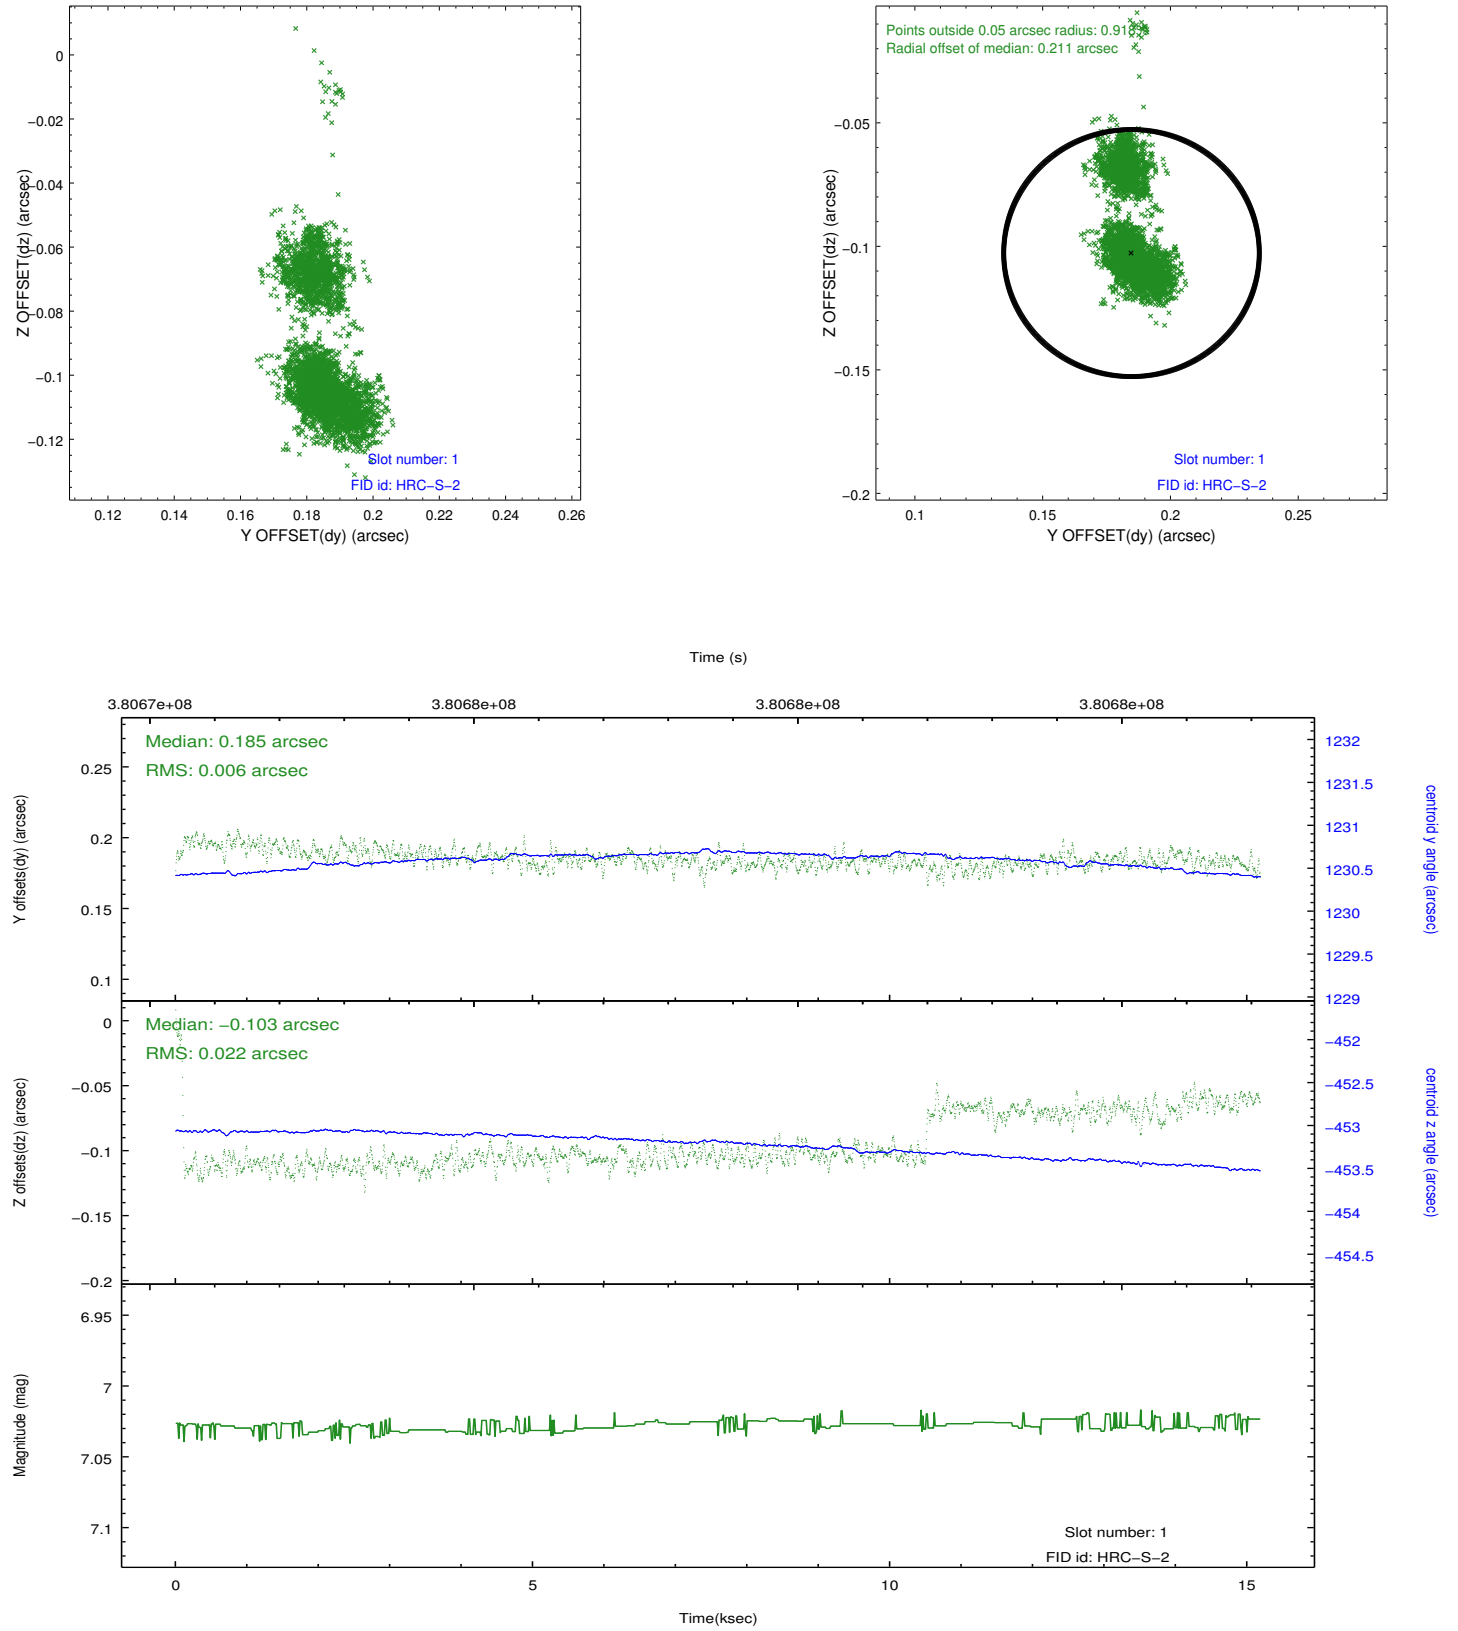 0
−0.02
−0.04
−0.06
−0.08
−0.1
−0.12
Z OFFSET(dz) (arcsec)
Slot number: 1
FID id: HRC−S−2
0.12 0.14 0.16 0.18 0.2 0.22 0.24 0.26
Y OFFSET(dy) (arcsec)
Points outside 0.05 arcsec radius: 
Radial offset of median: 0.211 arcsec
−0.05
−0.1
−0.15
−0.2
Z OFFSET(dz) (arcsec)
Slot number: 1
FID id: HRC−S−2
0.1 0.15 0.2 0.25
Y OFFSET(dy) (arcsec)
Time (s)
3.8067e+08 3.8068e+08 3.8068e+08 3.8068e+08
Median: 0.185 arcsec
RMS: 0.006 arcsec
0.25
0.2
0.15
0.1
Y offsets(dy) (arcsec)
1232
1231.5
1231
1230.5
1230
1229.5
1229
centroid y angle (arcsec)
Median: −0.103 arcsec
RMS: 0.022 arcsec
0
−0.05
−0.1
−0.15
−0.2
Z offsets(dz) (arcsec)
−452
−452.5
−453
−453.5
−454
−454.5
centroid z angle (arcsec)
6.95
7
7.05
7.1
Magnitude (mag)
Slot number: 1
FID id: HRC−S−2
0 5 10 15
Time(ksec)